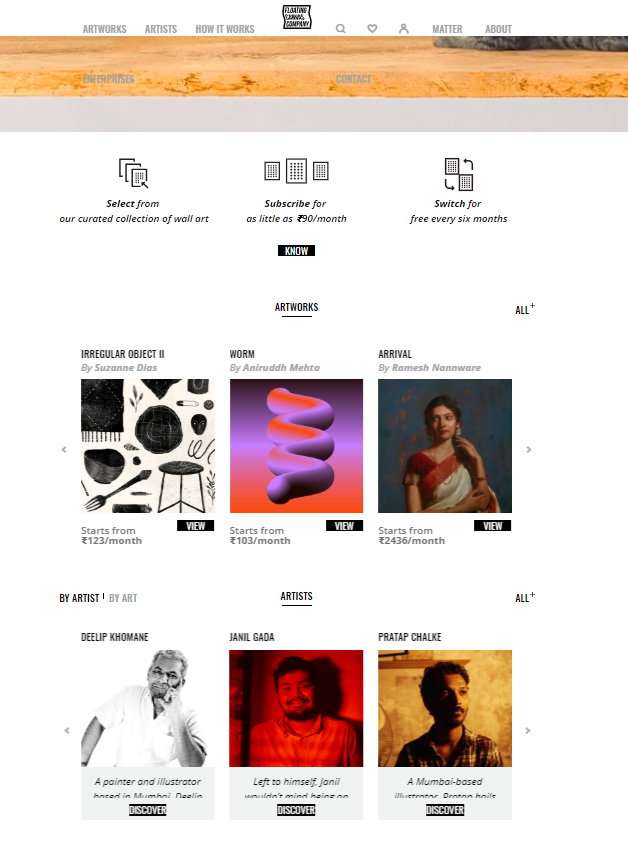 ARTWORKS ARTISTS HOW IT WORKS FLOATING CANVAS COMPANY MATTER ABOUT
ENTERPRISES CONTACT
Select from
our curated collection of wall art
Subscribe for
as little as ₹90/month
Switch for
free every six months
KNOW
ARTWORKS
ALL+
IRREGULAR OBJECT II
By Suzanne Dias
WORM
By Aniruddh Mehta
ARRIVAL
By Ramesh Nannware
Starts from
₹123/month
VIEW
Starts from
₹103/month
VIEW
Starts from
₹2436/month
VIEW
BY ARTIST | BY ART
ARTISTS
ALL+
DEELIP KHOMANE
JANIL GADA
PRATAP CHALKE
A painter and illustrator
based in Mumbai, Deelip
DISCOVER
Left to himself, Janil
wouldn't mind being on
DISCOVER
A Mumbai-based
illustrator, Pratap hails
DISCOVER